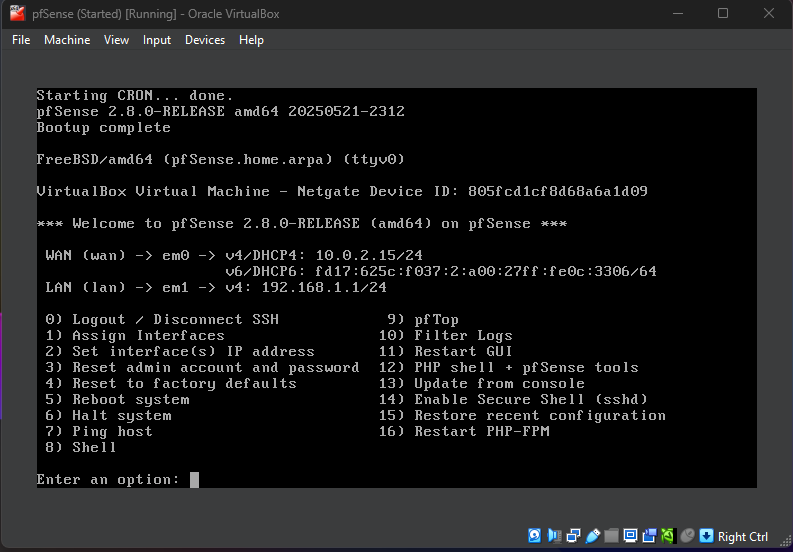 pfSense (Started) [Running] - Oracle VirtualBox
File Machine View Input Devices Help
Starting CRON... done.
pfSense 2.8.0-RELEASE amd64 20250521-2312
Bootup complete
FreeBSD/amd64 (pfSense.home.arpa) (ttyv0)
VirtualBox Virtual Machine - Netgate Device ID: 805fcd1cf8d68a6a1d09
*** Welcome to pfSense 2.8.0-RELEASE (amd64) on pfSense ***
WAN (wan) -> em0 -> v4/DHCP4: 10.0.2.15/24
v6/DHCP6: fd17:625c:f037:2:a00:27ff:fe0c:3306/64
LAN (lan) -> em1 -> v4: 192.168.1.1/24
0) Logout / Disconnect SSH 9) pfTop
1) Assign Interfaces 10) Filter Logs
2) Set interface(s) IP address 11) Restart GUI
3) Reset admin account and password 12) PHP shell + pfSense tools
4) Reset to factory defaults 13) Update from console
5) Reboot system 14) Enable Secure Shell (sshd)
6) Halt system 15) Restore recent configuration
7) Ping host 16) Restart PHP-FPM
8) Shell
Enter an option:
Right Ctrl